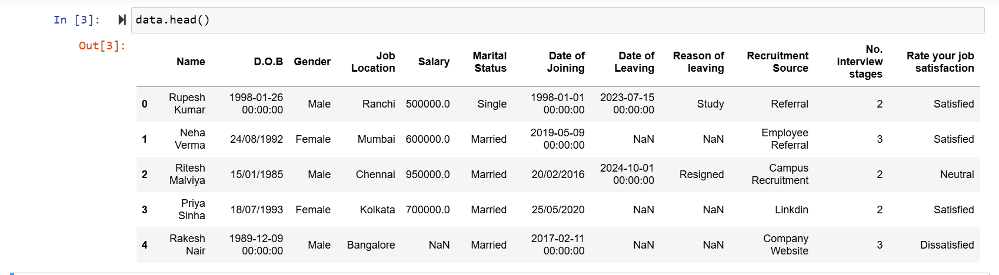 In [3]: data.head()
Out[3]:
Name D.O.B Gender Job Location Salary Marital Status Date of Joining Date of Leaving Reason of leaving Recruitment Source No. interview stages Rate your job satisfaction
0 Rupesh Kumar 1998-01-26 00:00:00 Male Ranchi 500000.0 Single 1998-01-01 00:00:00 2023-07-15 00:00:00 Study Referral 2 Satisfied
1 Neha Verma 24/08/1992 Female Mumbai 600000.0 Married 2019-05-09 00:00:00 NaN NaN Employee Referral 3 Satisfied
2 Ritesh Malviya 15/01/1985 Male Chennai 950000.0 Married 20/02/2016 2024-10-01 00:00:00 Resigned Campus Recruitment 2 Neutral
3 Priya Sinha 18/07/1993 Female Kolkata 700000.0 Married 25/05/2020 NaN NaN Linkdin 2 Satisfied
4 Rakesh Nair 1989-12-09 00:00:00 Male Bangalore NaN Married 2017-02-11 00:00:00 NaN NaN Company Website 3 Dissatisfied